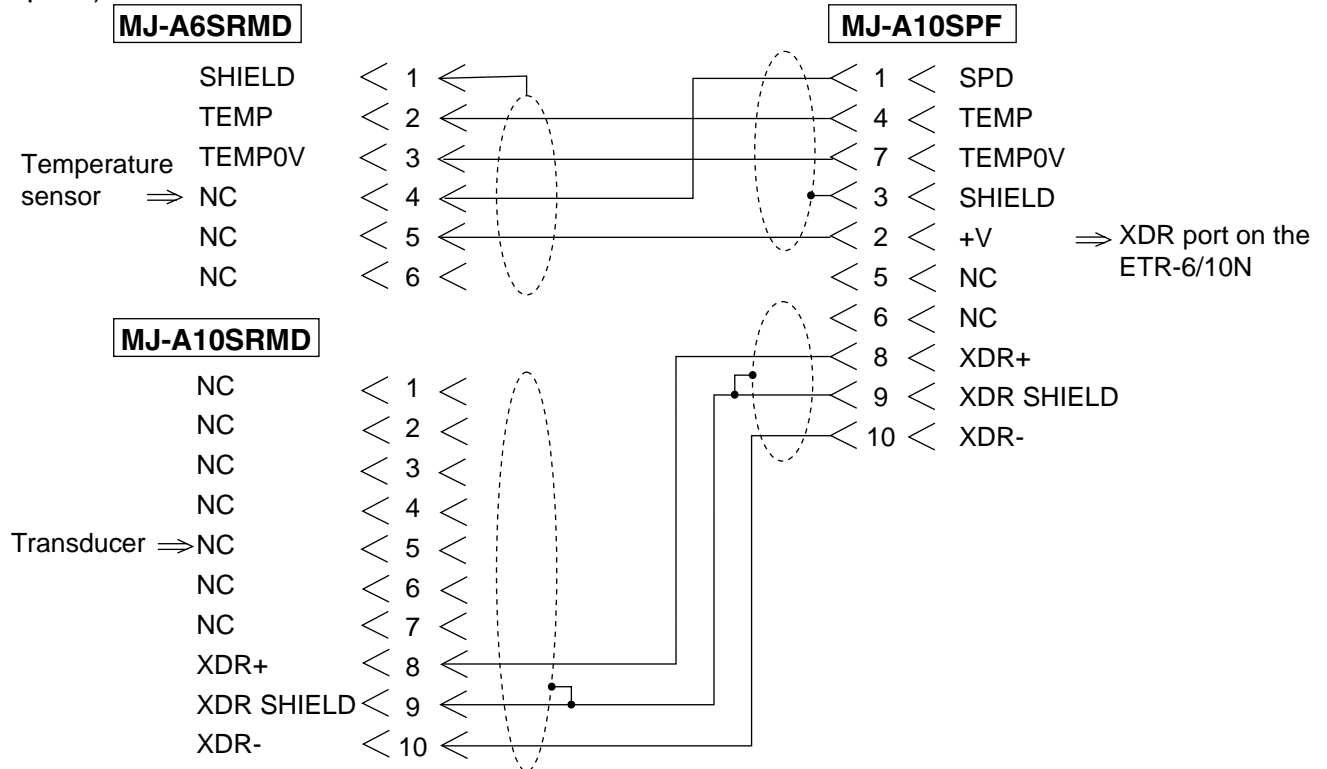 MJ-A6SRMD
MJ-A10SPF
SHIELD 1 1 SPD
TEMP 2 4 TEMP
TEMP0V 3 7 TEMP0V
Temperature
sensor ⇒ NC 4 3 SHIELD
NC 5 2 +V ⇒ XDR port on the
ETR-6/10N
NC 6 5 NC
6 NC
MJ-A10SRMD
8 XDR+
9 XDR SHIELD
10 XDR-
NC 1
NC 2
NC 3
NC 4
Transducer ⇒ NC 5
NC 6
NC 7
XDR+ 8
XDR SHIELD 9
XDR- 10